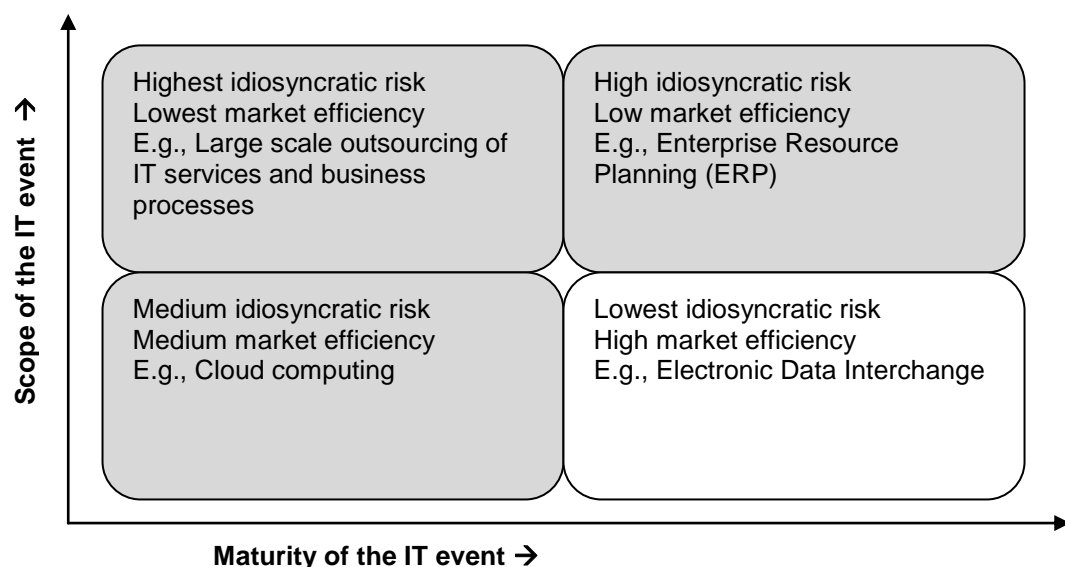 Scope of the IT event →
Highest idiosyncratic risk
Lowest market efficiency
E.g., Large scale outsourcing of
IT services and business
processes
High idiosyncratic risk
Low market efficiency
E.g., Enterprise Resource
Planning (ERP)
Medium idiosyncratic risk
Medium market efficiency
E.g., Cloud computing
Lowest idiosyncratic risk
High market efficiency
E.g., Electronic Data Interchange
Maturity of the IT event →